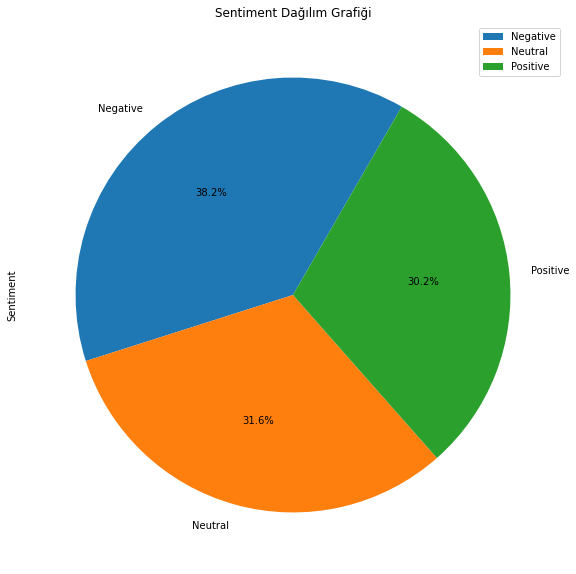 Sentiment Dağılım Grafiği
Negative
Neutral
Positive
Negative
38.2%
Positive
30.2%
Sentiment
31.6%
Neutral